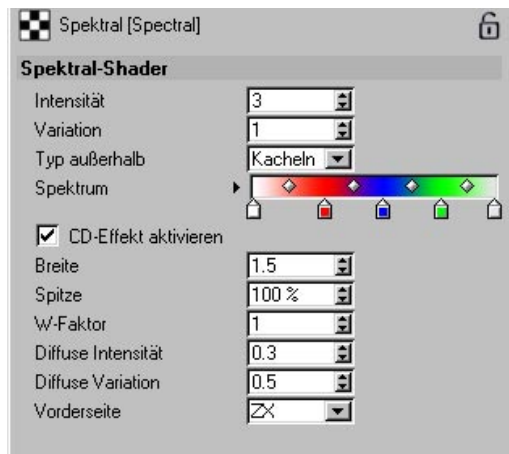 Spektral [Spectral]
Spektral-Shader
Intensität 3
Variation 1
Typ außerhalb Kacheln
Spektrum
CD-Effekt aktivieren
Breite 1.5
Spitze 100 %
W-Faktor 1
Diffuse Intensität 0.3
Diffuse Variation 0.5
Vorderseite ZX